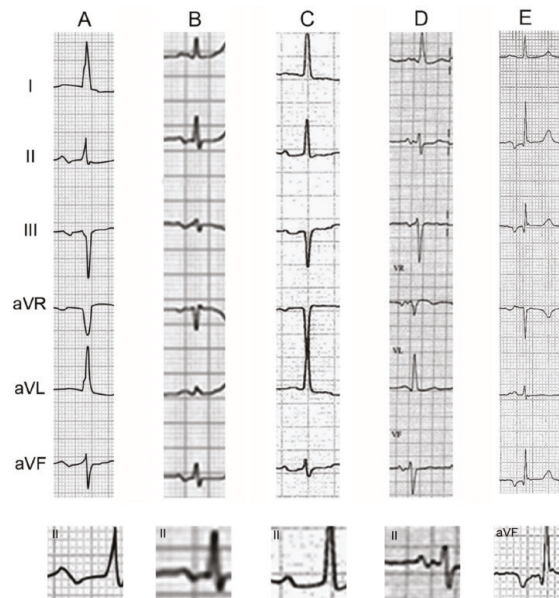 A B C D E
I
II
III
VR
aVR
VL
aVL
VF
aVF
II II II II aVF